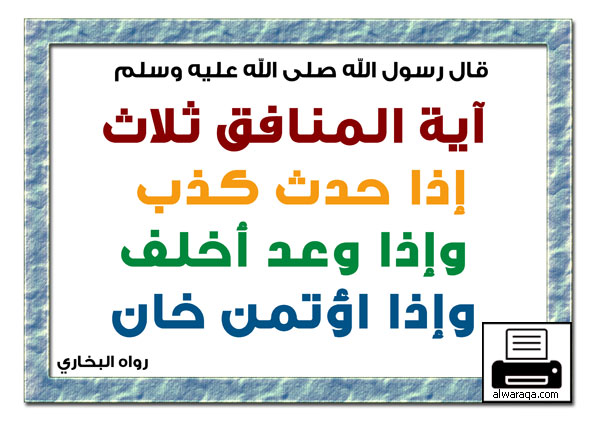 قال رسول الله صلى الله عليه وسلم
آية المنافق ثلاث
إذا حدث كذب
وإذا وعد أخلف
وإذا اؤتمن خان
رواه البخاري
alwaraqa.com